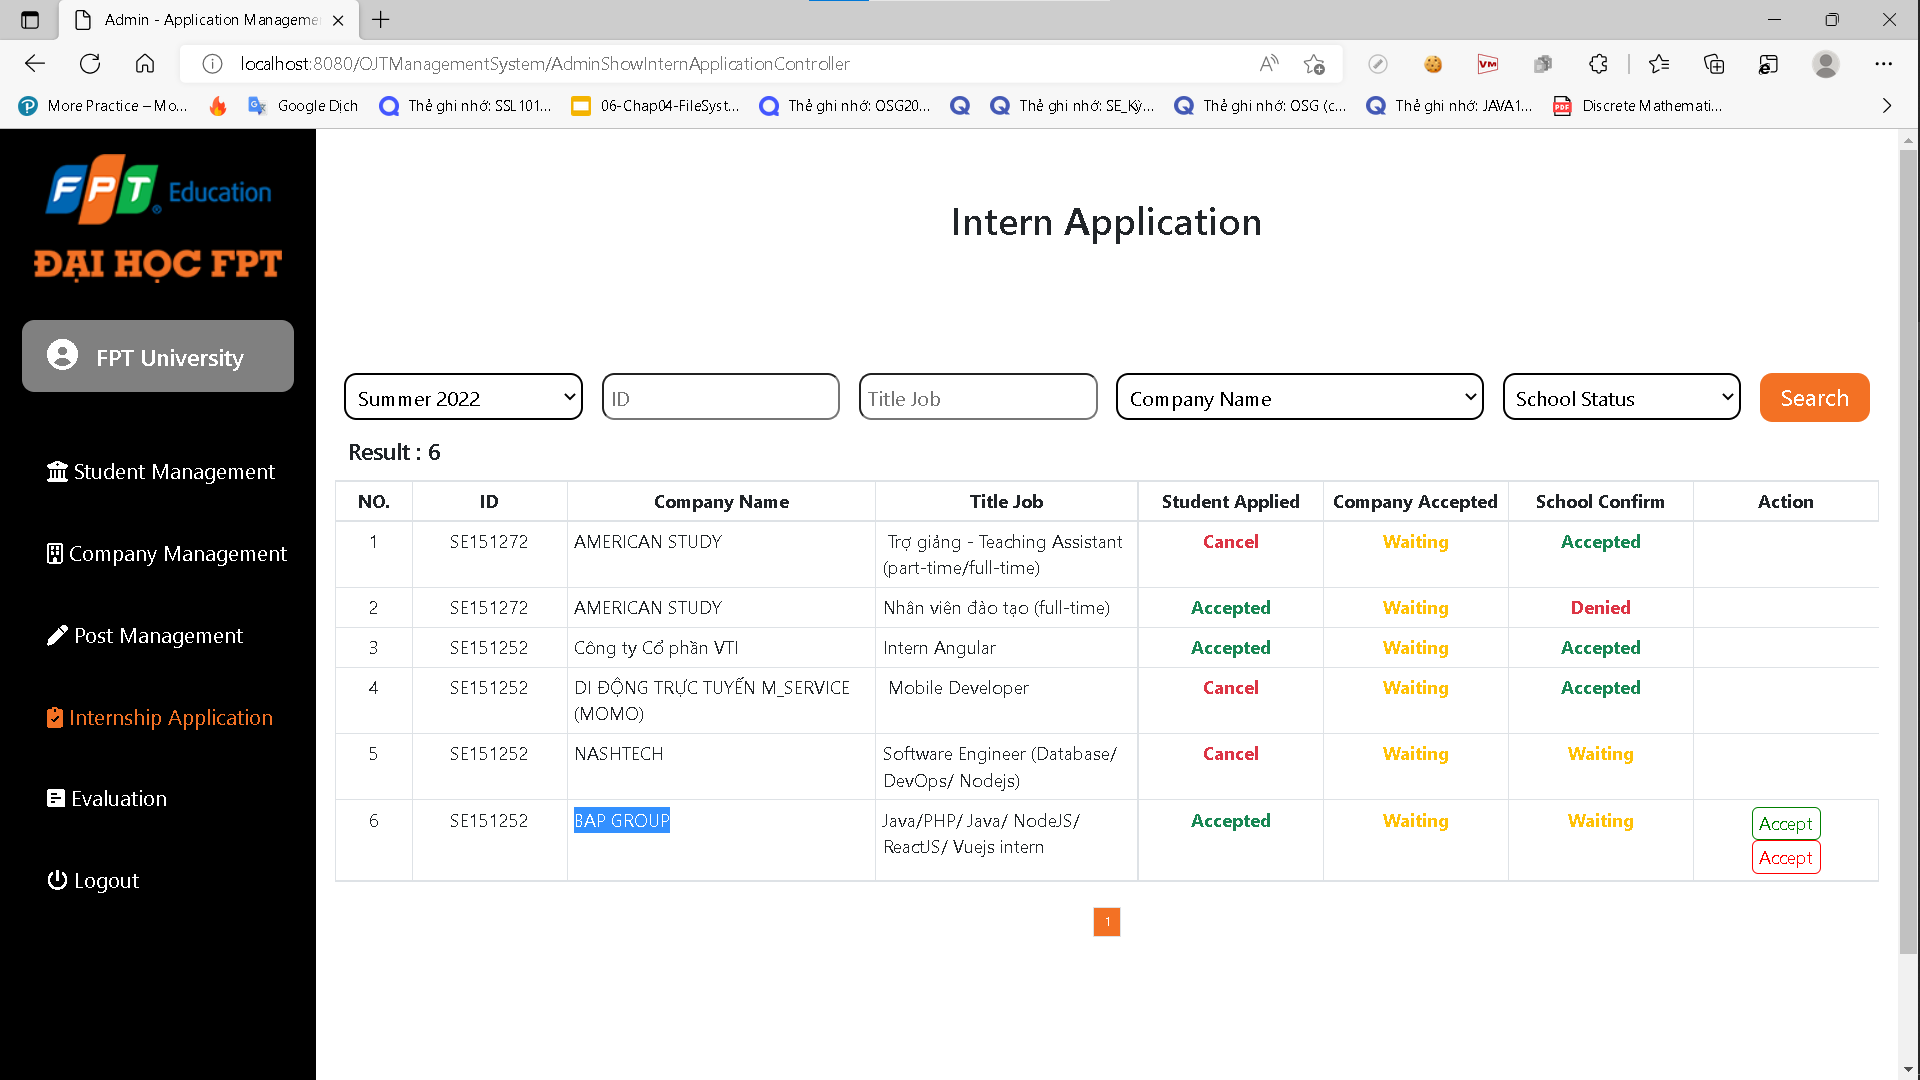 Admin - Application Manageme
localhost:8080/OJTManagementSystem/AdminShowInternApplicationController
More Practice – Mo... Google Dịch Thẻ ghi nhớ: SSL101... 06-Chap04-FileSyst... Thẻ ghi nhớ: OSG20... Thẻ ghi nhớ: SE_Kỳ... Thẻ ghi nhớ: OSG (c... Thẻ ghi nhớ: JAVA1... Discrete Mathemati...
FPT Education
ĐẠI HỌC FPT
FPT University
Student Management
Company Management
Post Management
Internship Application
Evaluation
Logout
Intern Application
Summer 2022 ID Title Job Company Name School Status Search
Result : 6
NO. ID Company Name Title Job Student Applied Company Accepted School Confirm Action
1 SE151272 AMERICAN STUDY Trợ giảng - Teaching Assistant Cancel Waiting Accepted
(part-time/full-time)
2 SE151272 AMERICAN STUDY Nhân viên đào tạo (full-time) Accepted Waiting Denied
3 SE151252 Công ty Cổ phần VTI Intern Angular Accepted Waiting Accepted
4 SE151252 DI ĐỘNG TRỰC TUYẾN M_SERVICE Mobile Developer Cancel Waiting Accepted
(MOMO)
5 SE151252 NASHTECH Software Engineer (Database/ Cancel Waiting Waiting
DevOps/ Nodejs)
6 SE151252 BAP GROUP Java/PHP/ Java/ NodeJS/ Accepted Waiting Waiting Accept
ReactJS/ Vuejs intern Accept
1